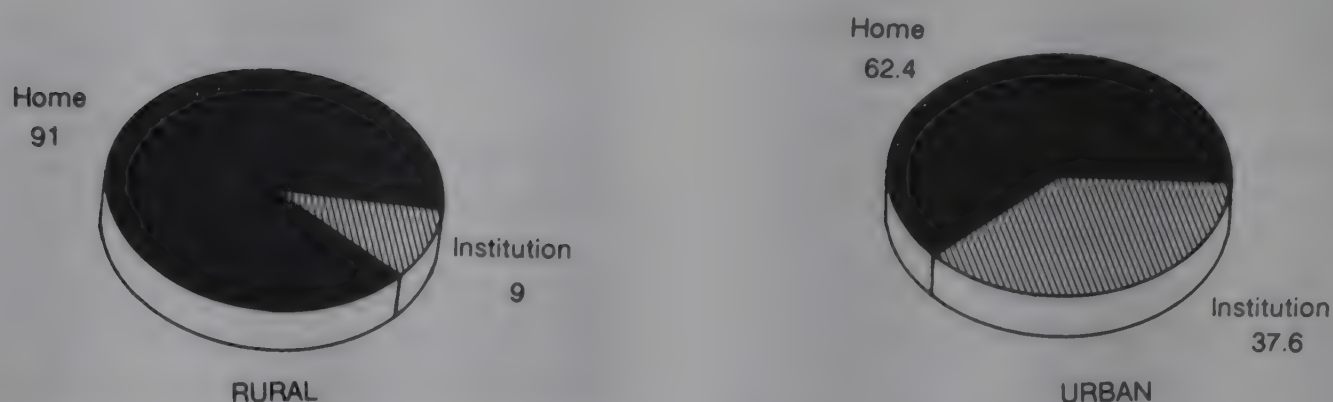 Home
91
Institution
9
RURAL
Home
62.4
Institution
37.6
URBAN